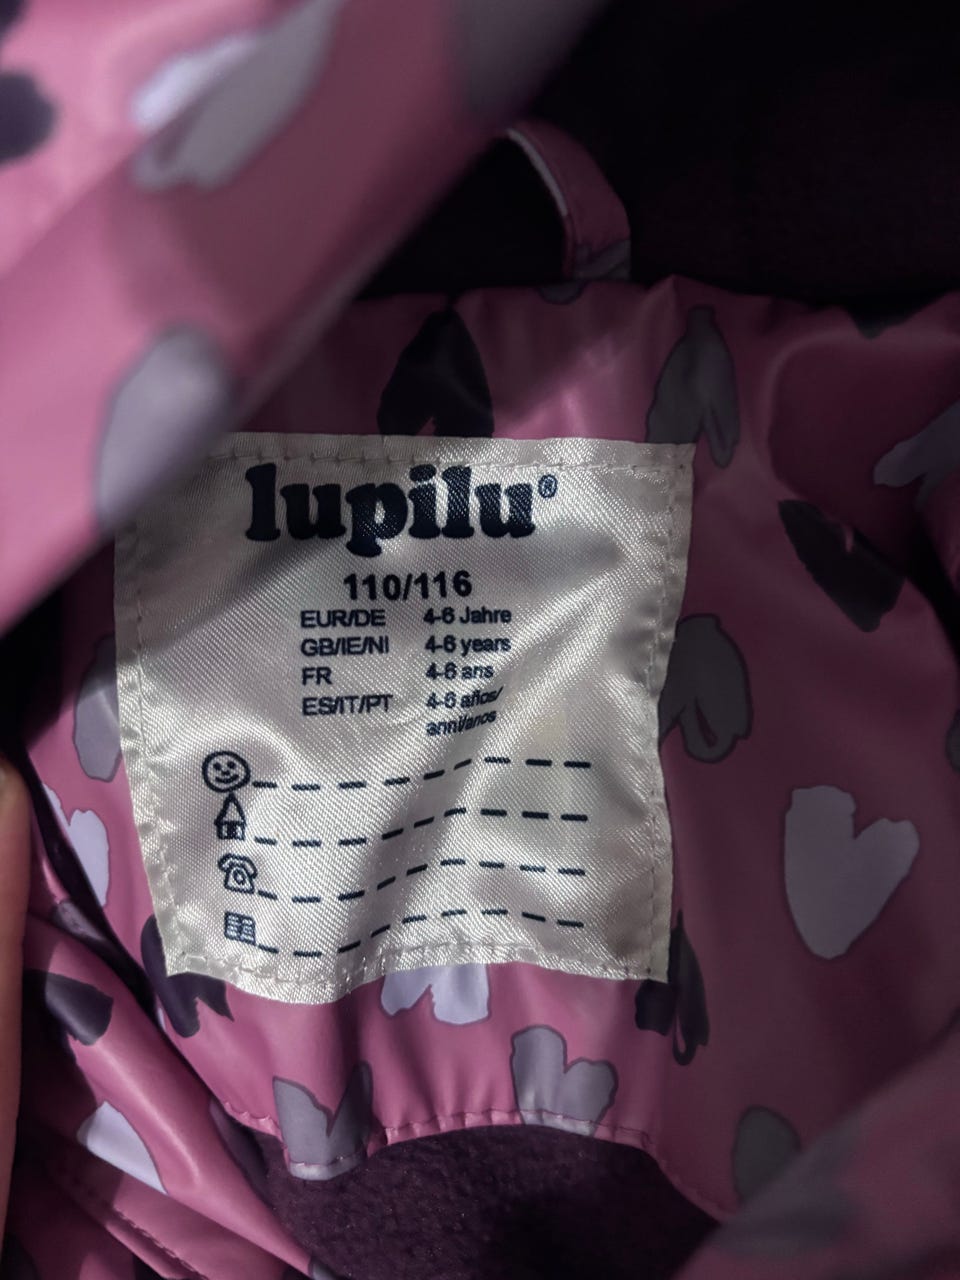 lupilu®
110/116
EUR/DE 4-6 Jahre
GB/IE/NI 4-6 years
FR 4-6 ans
ES/IT/PT 4-6 años/
anni/anos